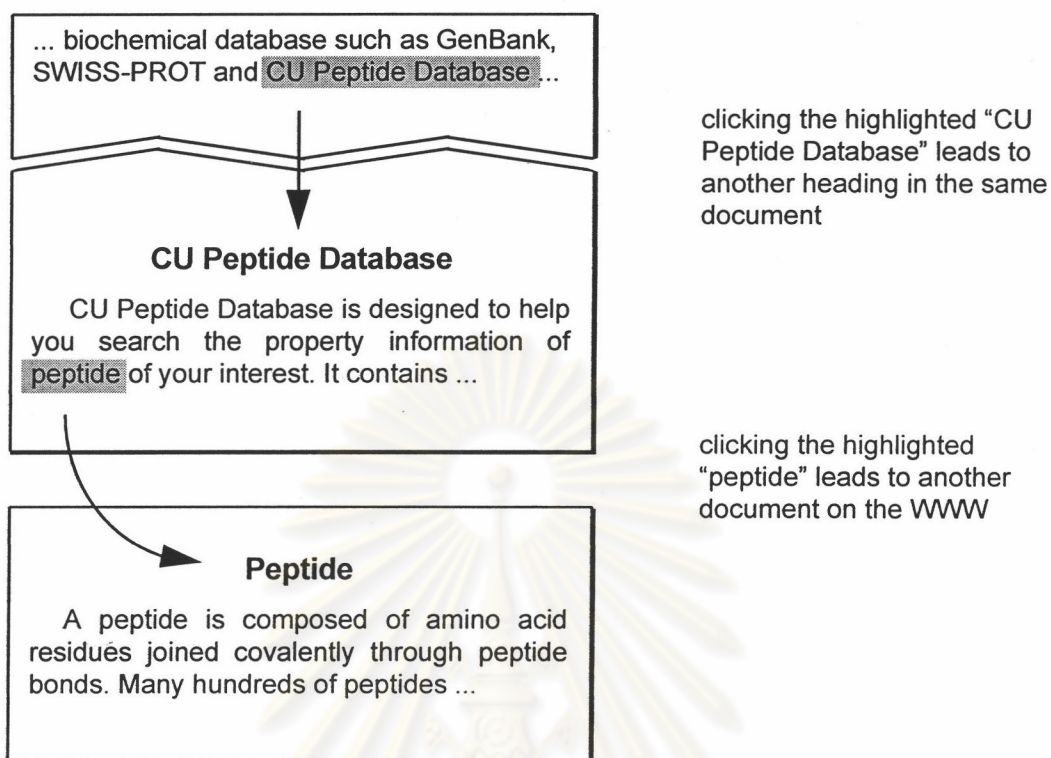 ... biochemical database such as GenBank,
SWISS-PROT and CU Peptide Database ...
clicking the highlighted “CU
Peptide Database” leads to
another heading in the same
document
CU Peptide Database
CU Peptide Database is designed to help
you search the property information of
peptide of your interest. It contains ...
clicking the highlighted
“peptide” leads to another
document on the WWW
Peptide
A peptide is composed of amino acid
residues joined covalently through peptide
bonds. Many hundreds of peptides ...